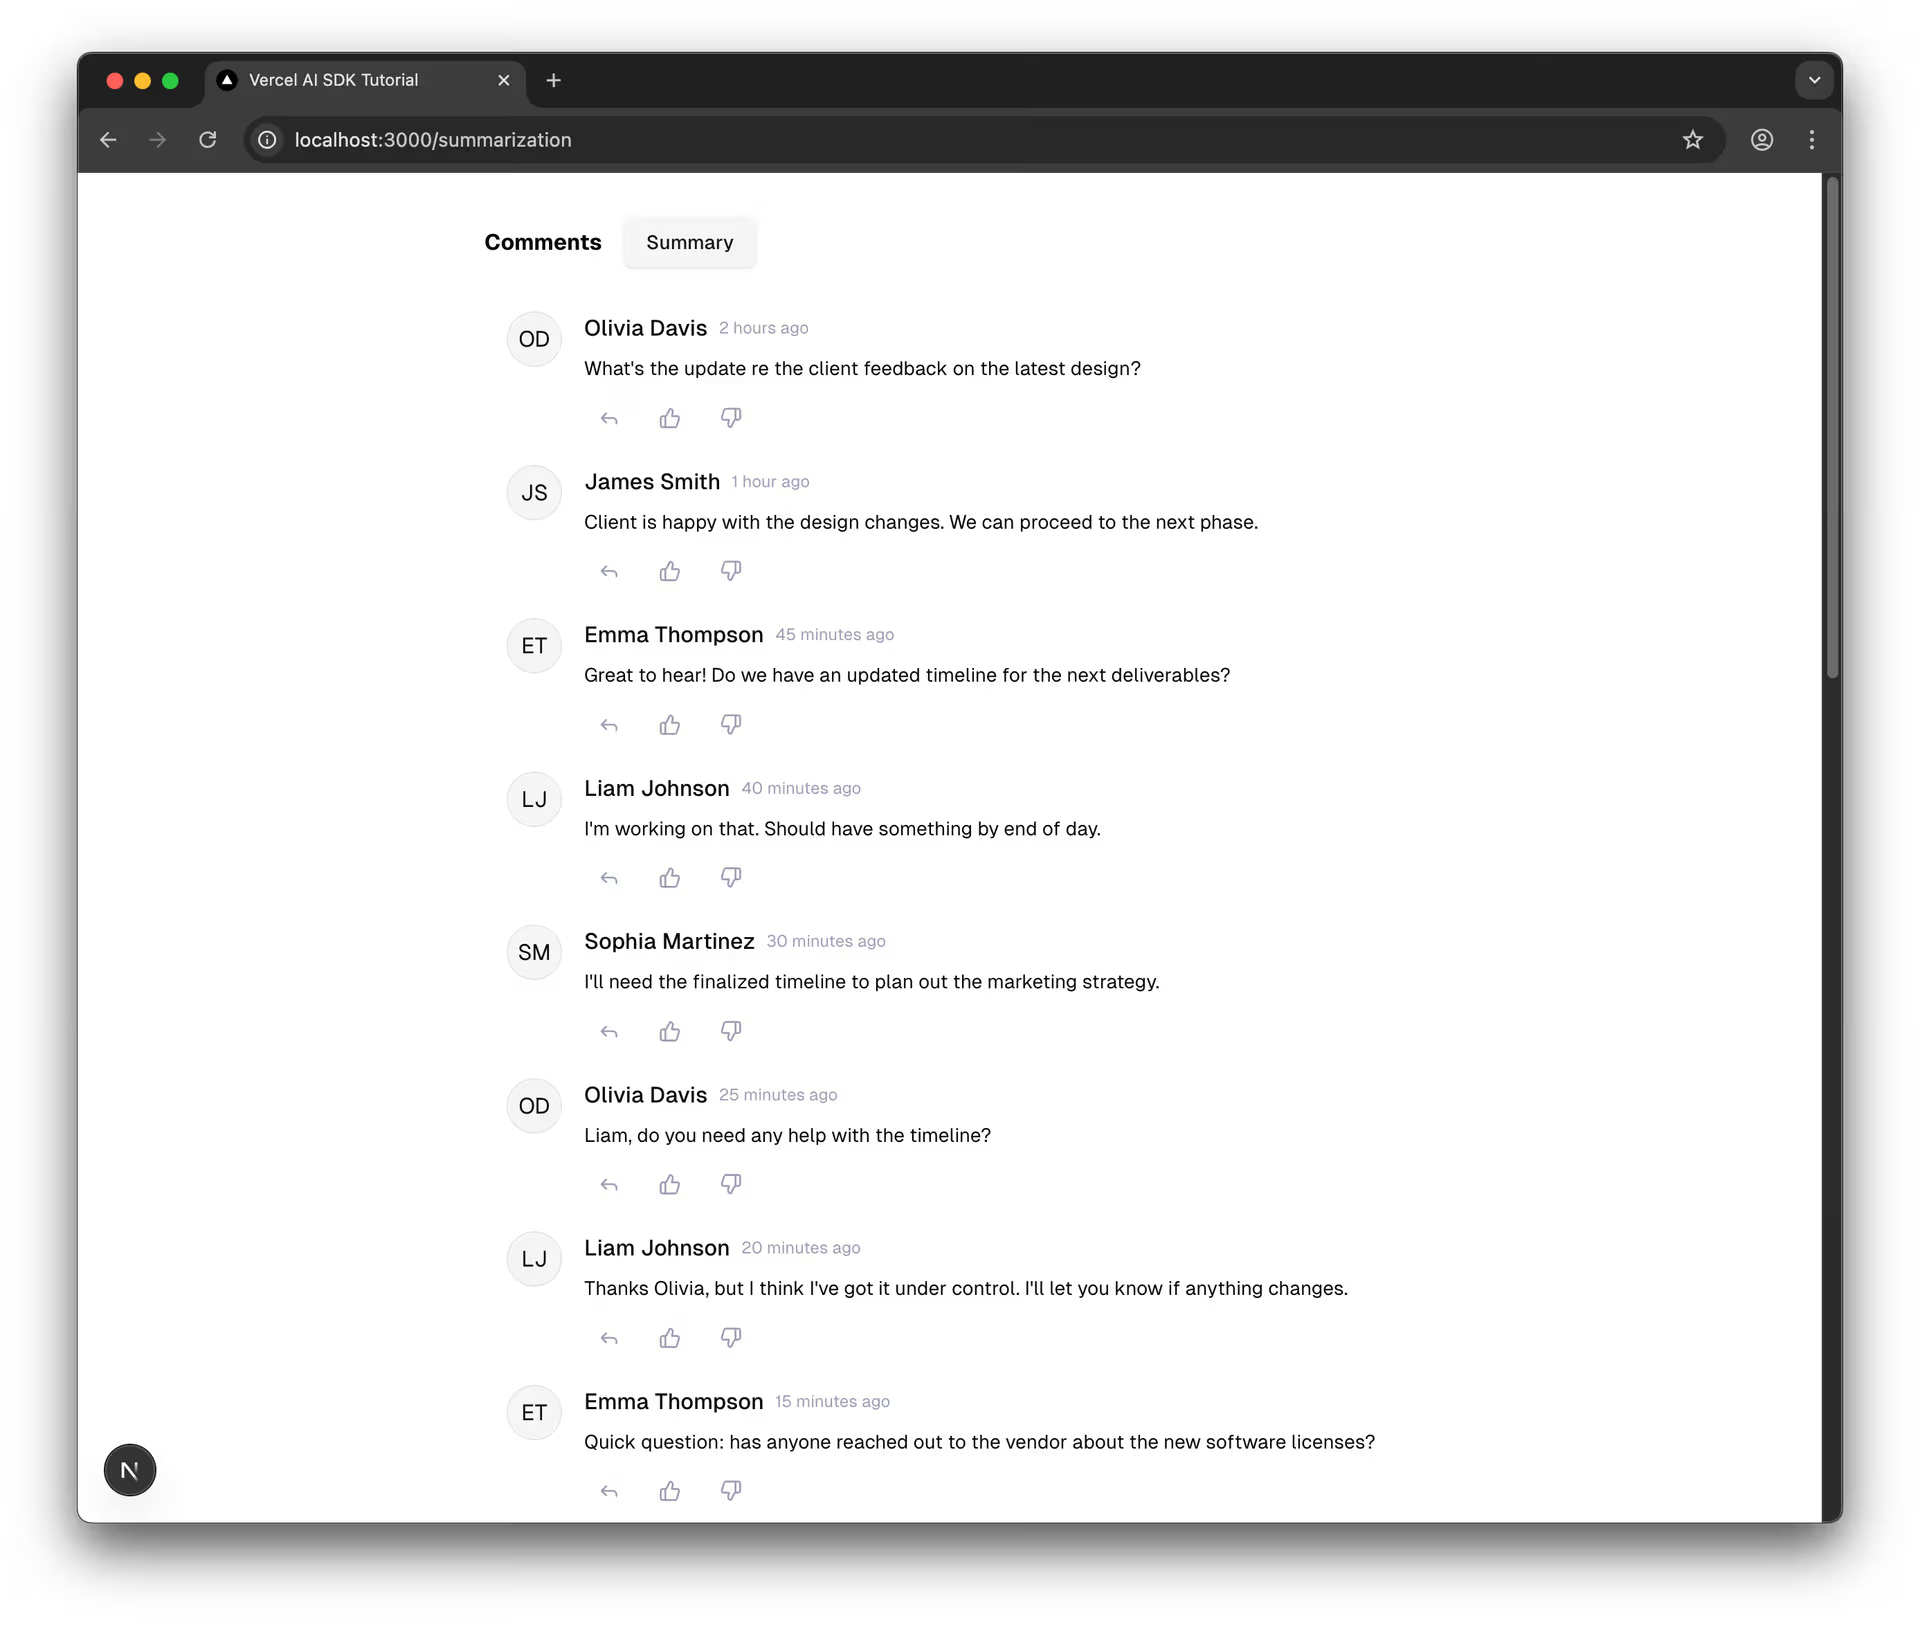 Vercel AI SDK Tutorial
localhost:3000/summarization
Comments
Summary
OD
Olivia Davis 2 hours ago
What's the update re the client feedback on the latest design?
JS
James Smith 1 hour ago
Client is happy with the design changes. We can proceed to the next phase.
ET
Emma Thompson 45 minutes ago
Great to hear! Do we have an updated timeline for the next deliverables?
LJ
Liam Johnson 40 minutes ago
I'm working on that. Should have something by end of day.
SM
Sophia Martinez 30 minutes ago
I'll need the finalized timeline to plan out the marketing strategy.
OD
Olivia Davis 25 minutes ago
Liam, do you need any help with the timeline?
LJ
Liam Johnson 20 minutes ago
Thanks Olivia, but I think I've got it under control. I'll let you know if anything changes.
ET
Emma Thompson 15 minutes ago
Quick question: has anyone reached out to the vendor about the new software licenses?
N